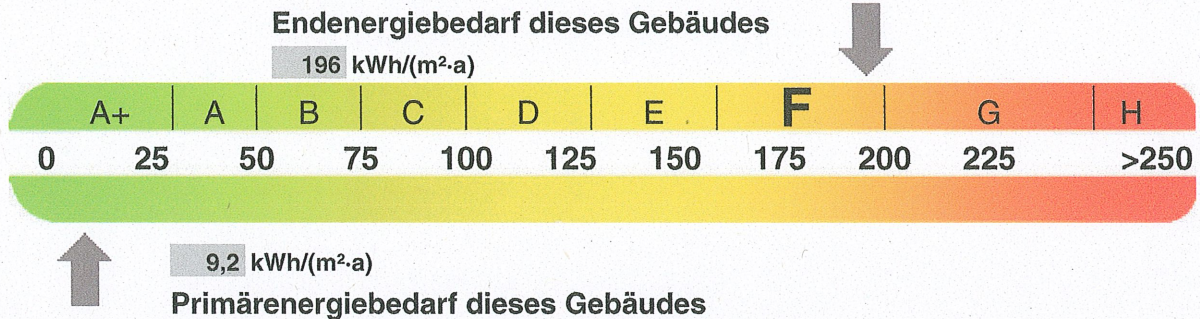 Endenergiebedarf dieses Gebäudes
196 kWh/(m²·a)
A+ A B C D E F G H
0 25 50 75 100 125 150 175 200 225 >250
9,2 kWh/(m²·a)
Primärenergiebedarf dieses Gebäudes